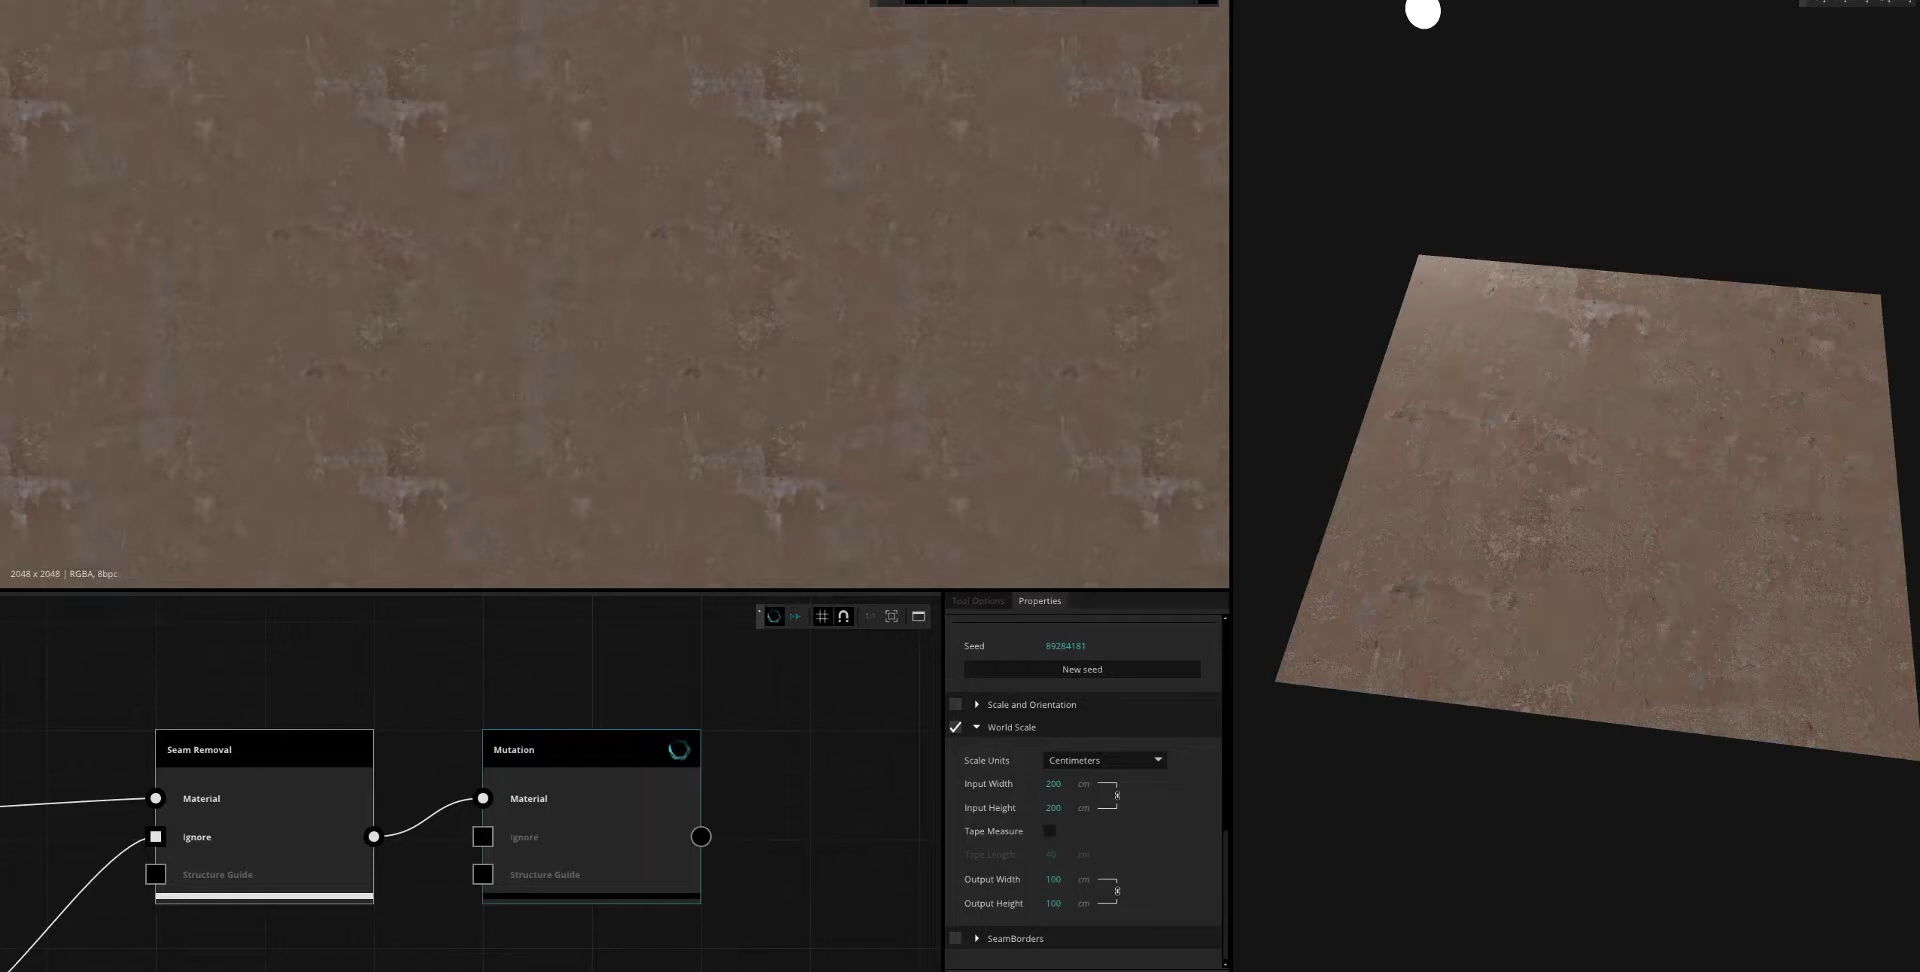 2048 x 2048 | RGBA, 8bpc
Tool Options Properties
Seed 89284181
New seed
Scale and Orientation
World Scale
Scale Units Centimeters
Input Width 200 cm
Input Height 200 cm
Tape Measure
Tape Length 40 cm
Output Width 100 cm
Output Height 100 cm
SeamBorders
1:1
Seam Removal
Material
Ignore
Structure Guide
Mutation
Material
Ignore
Structure Guide